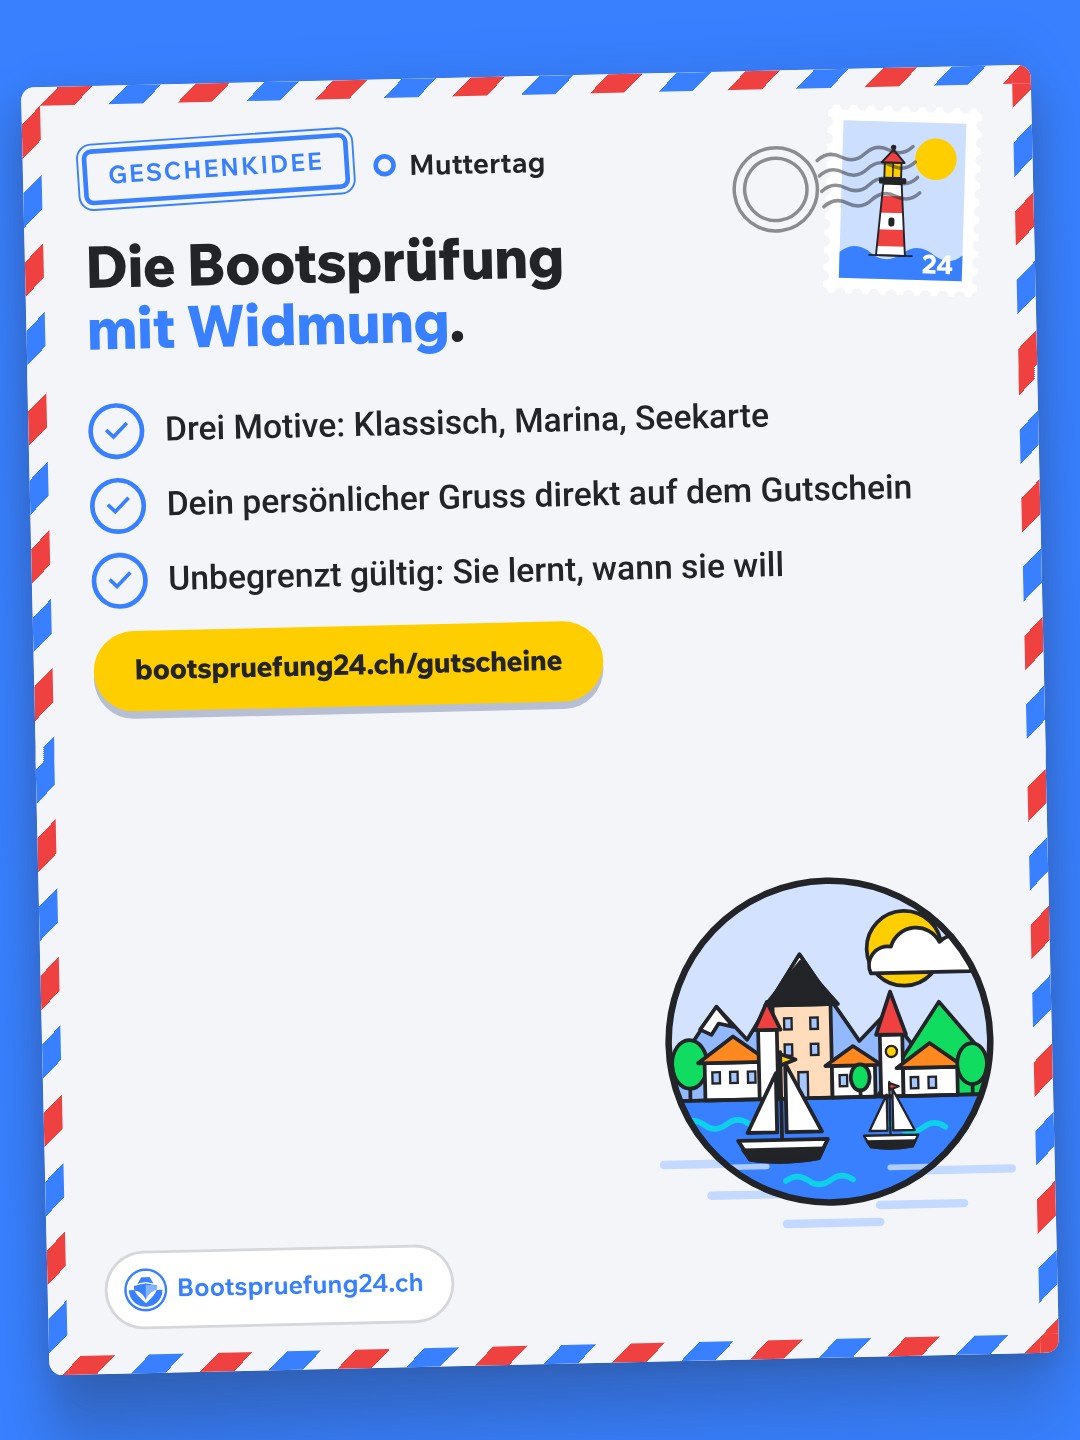 GESCHENKIDEE
Muttertag
24
Die Bootsprüfung
mit Widmung.
Drei Motive: Klassisch, Marina, Seekarte
Dein persönlicher Gruss direkt auf dem Gutschein
Unbegrenzt gültig: Sie lernt, wann sie will
bootspruefung24.ch/gutscheine
Bootspruefung24.ch